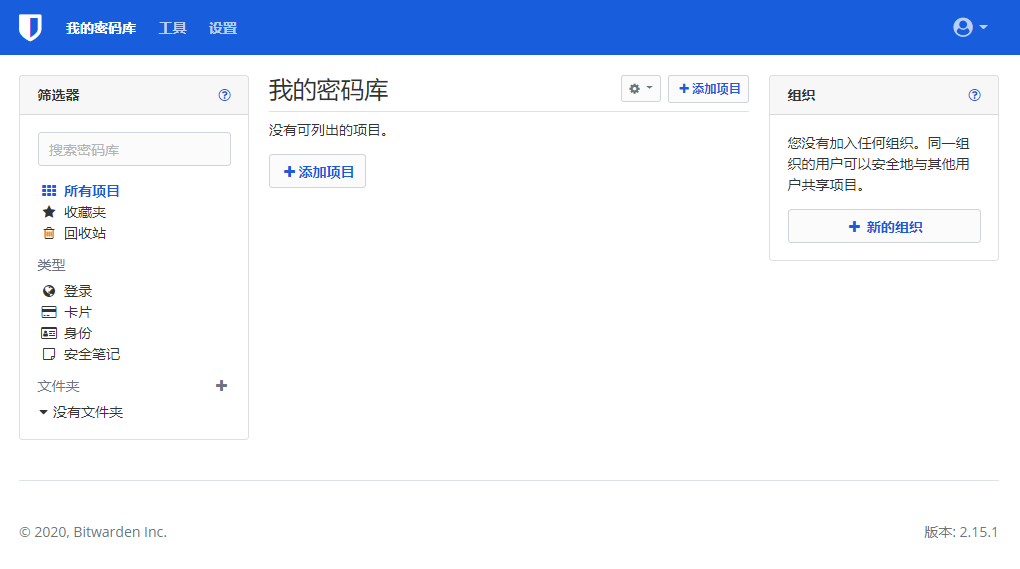 我的密码库 工具 设置
筛选器
搜索密码库
所有项目
收藏夹
回收站
类型
登录
卡片
身份
安全笔记
文件夹
没有文件夹
我的密码库
添加项目
没有可列出的项目。
添加项目
组织
您没有加入任何组织。同一组
织的用户可以安全地与其他用
户共享项目。
新的组织
© 2020, Bitwarden Inc.
版本: 2.15.1